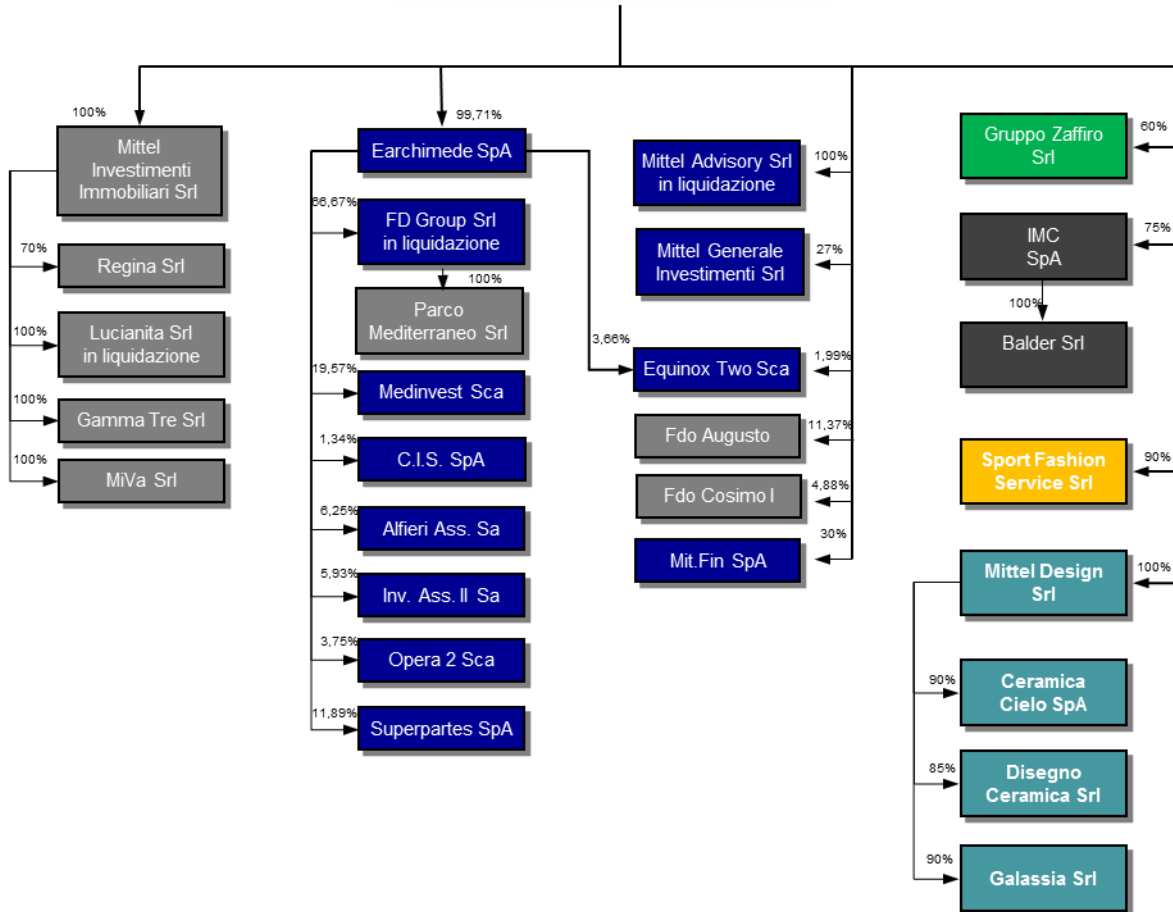 100%
Mittel
Investimenti
Immobiliari Srl
70%
Regina Srl
100%
Lucianita Srl
in liquidazione
100%
Gamma Tre Srl
100%
MiVa Srl
99,71%
Earchimede SpA
66,67%
FD Group Srl
in liquidazione
100%
Parco
Mediterraneo Srl
19,57%
Medinvest Sca
1,34%
C.I.S. SpA
6,25%
Alfieri Ass. Sa
5,93%
Inv. Ass. II Sa
3,75%
Opera 2 Sca
11,89%
Superpartes SpA
Mittel Advisory Srl
in liquidazione
100%
Mittel Generale
Investimenti Srl
27%
3,66%
Equinox Two Sca
1,99%
Fdo Augusto
11,37%
Fdo Cosimo I
4,88%
Mit.Fin SpA
30%
Gruppo Zaffiro
Srl
60%
IMC
SpA
75%
100%
Balder Srl
Sport Fashion
Service Srl
90%
Mittel Design
Srl
100%
90%
Ceramica
Cielo SpA
85%
Disegno
Ceramica Srl
90%
Galassia Srl